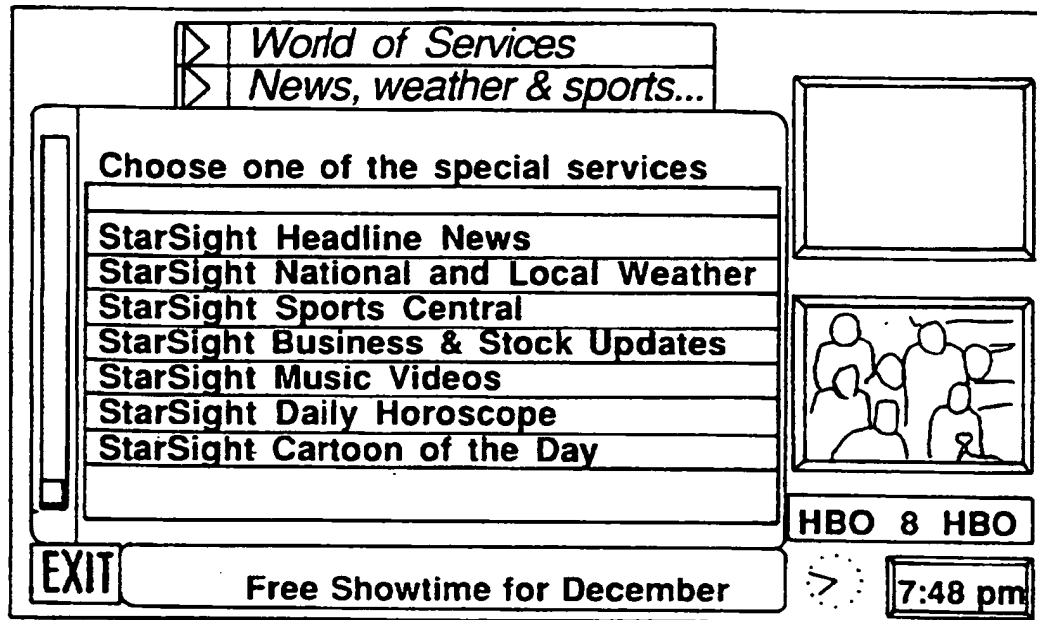 World of Services
News, weather & sports...
Choose one of the special services
StarSight Headline News
StarSight National and Local Weather
StarSight Sports Central
StarSight Business & Stock Updates
StarSight Music Videos
StarSight Daily Horoscope
StarSight Cartoon of the Day
HBO 8 HBO
EXIT
Free Showtime for December
7:48 pm